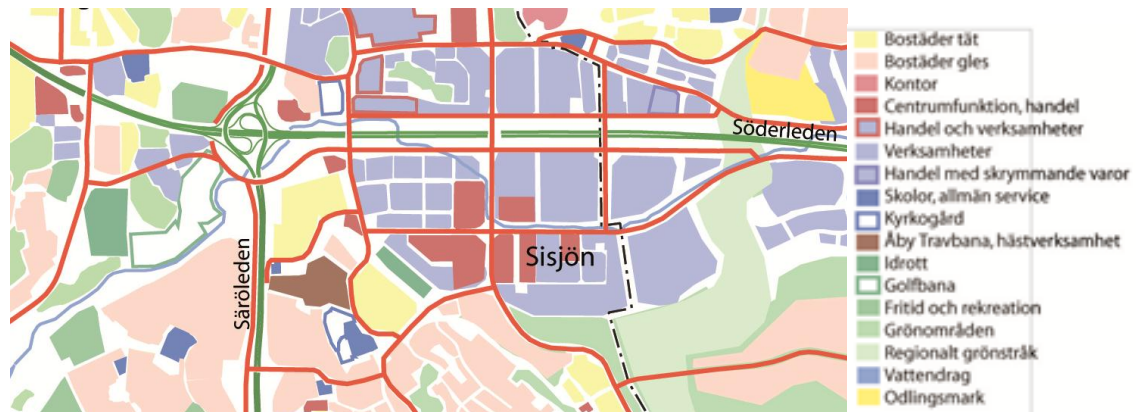 Söderleden
Sisjön
Säröleden
Bostäder tät
Bostäder gles
Kontor
Centrumfunktion, handel
Handel och verksamheter
Verksamheter
Handel med skrymmande varor
Skolor, allmän service
Kyrkogård
Åby Travbana, hästverksamhet
Idrott
Golfbana
Fritid och rekreation
Grönområden
Regionalt grönstråk
Vattendrag
Odlingsmark